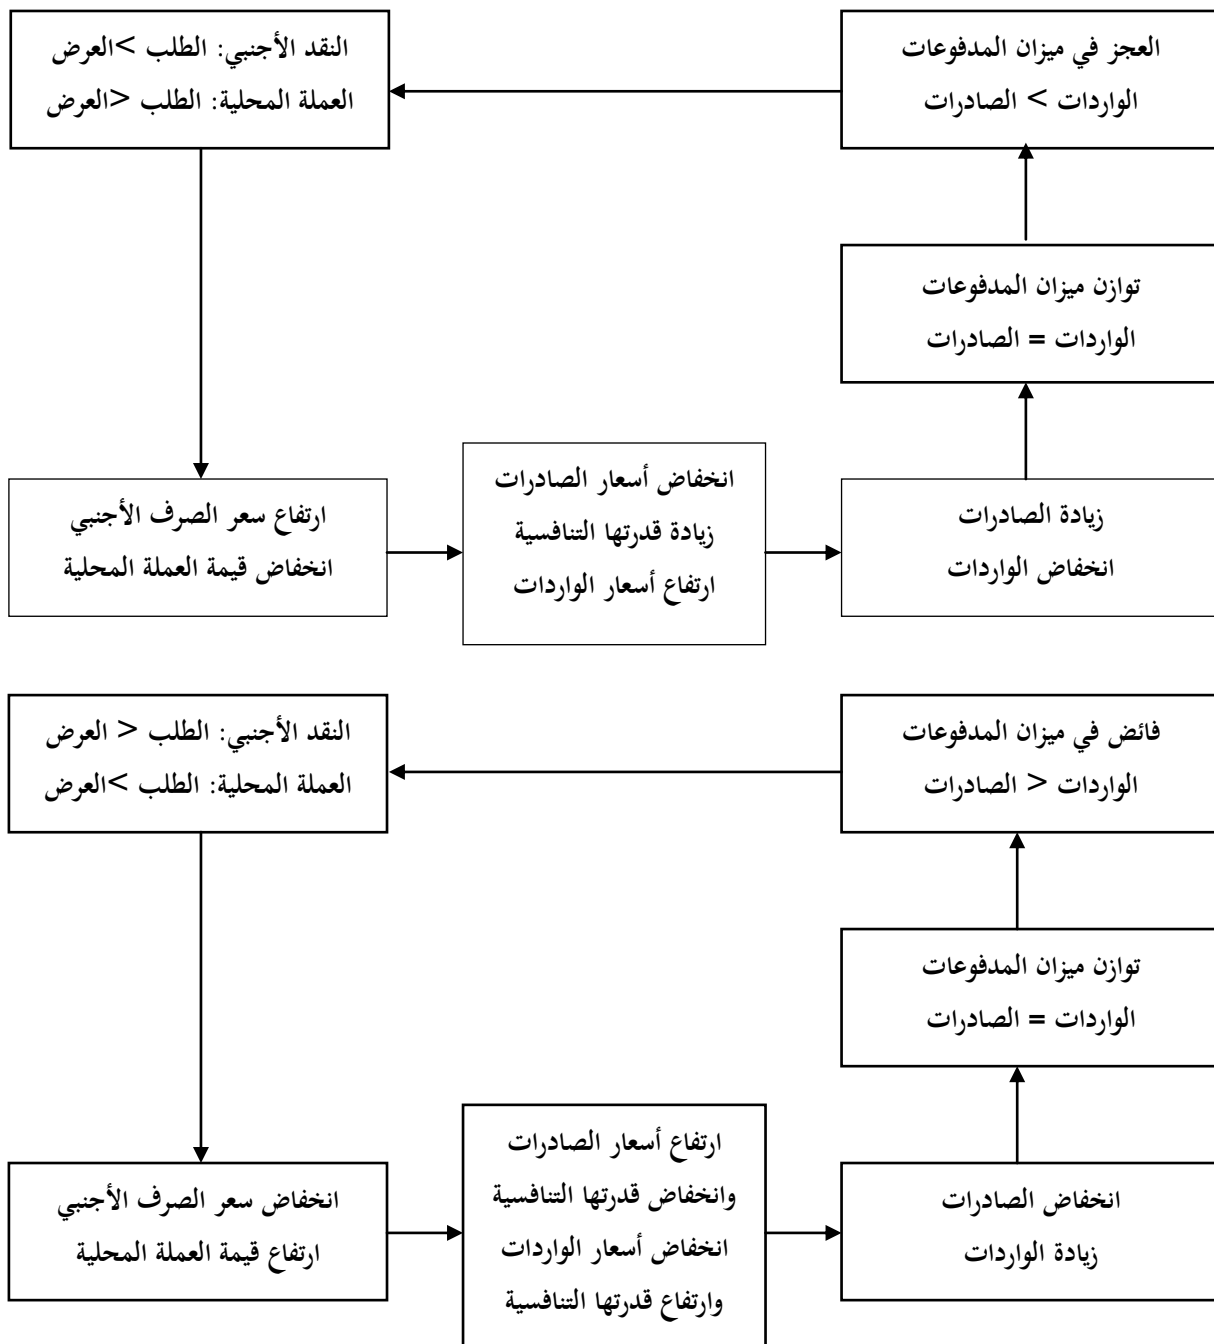 العجز في ميزان المدفوعات
الواردات > الصادرات
النقد الأجنبي: الطلب >العرض
العملة المحلية: الطلب <العرض
توازن ميزان المدفوعات
الواردات = الصادرات
ارتفاع سعر الصرف الأجنبي
انخفاض قيمة العملة المحلية
انخفاض أسعار الصادرات
زيادة قدرتها التنافسية
ارتفاع أسعار الواردات
زيادة الصادرات
انخفاض الواردات
فائض في ميزان المدفوعات
الواردات < الصادرات
النقد الأجنبي: الطلب < العرض
العملة المحلية: الطلب >العرض
توازن ميزان المدفوعات
الواردات = الصادرات
انخفاض سعر الصرف الأجنبي
ارتفاع قيمة العملة المحلية
ارتفاع أسعار الصادرات
وانخفاض قدرتها التنافسية
انخفاض أسعار الواردات
وارتفاع قدرتها التنافسية
انخفاض الصادرات
زيادة الواردات